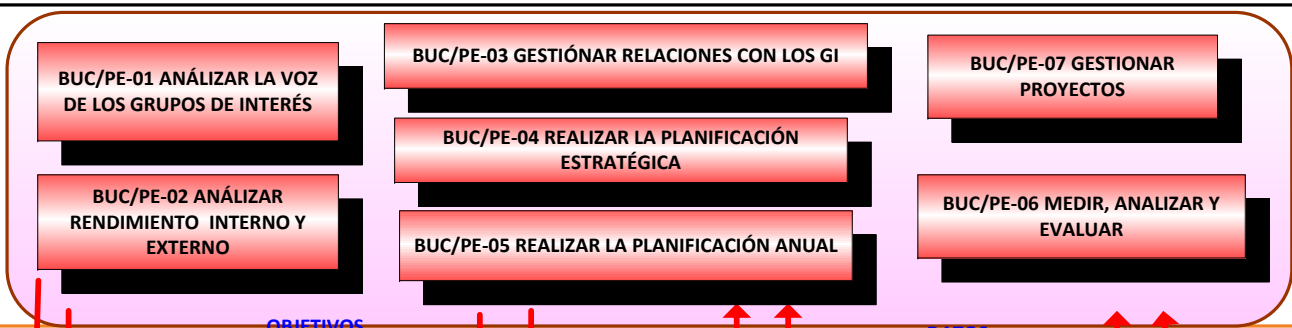 BUC/PE-01 ANÁLIZAR LA VOZ
DE LOS GRUPOS DE INTERÉS
BUC/PE-02 ANÁLIZAR
RENDIMIENTO INTERNO Y
EXTERNO
BUC/PE-03 GESTIÓNAR RELACIONES CON LOS GI
BUC/PE-04 REALIZAR LA PLANIFICACIÓN
ESTRATÉGICA
BUC/PE-05 REALIZAR LA PLANIFICACIÓN ANUAL
BUC/PE-07 GESTIONAR
PROYECTOS
BUC/PE-06 MEDIR, ANALIZAR Y
EVALUAR
OBJETIVOS
DATOS